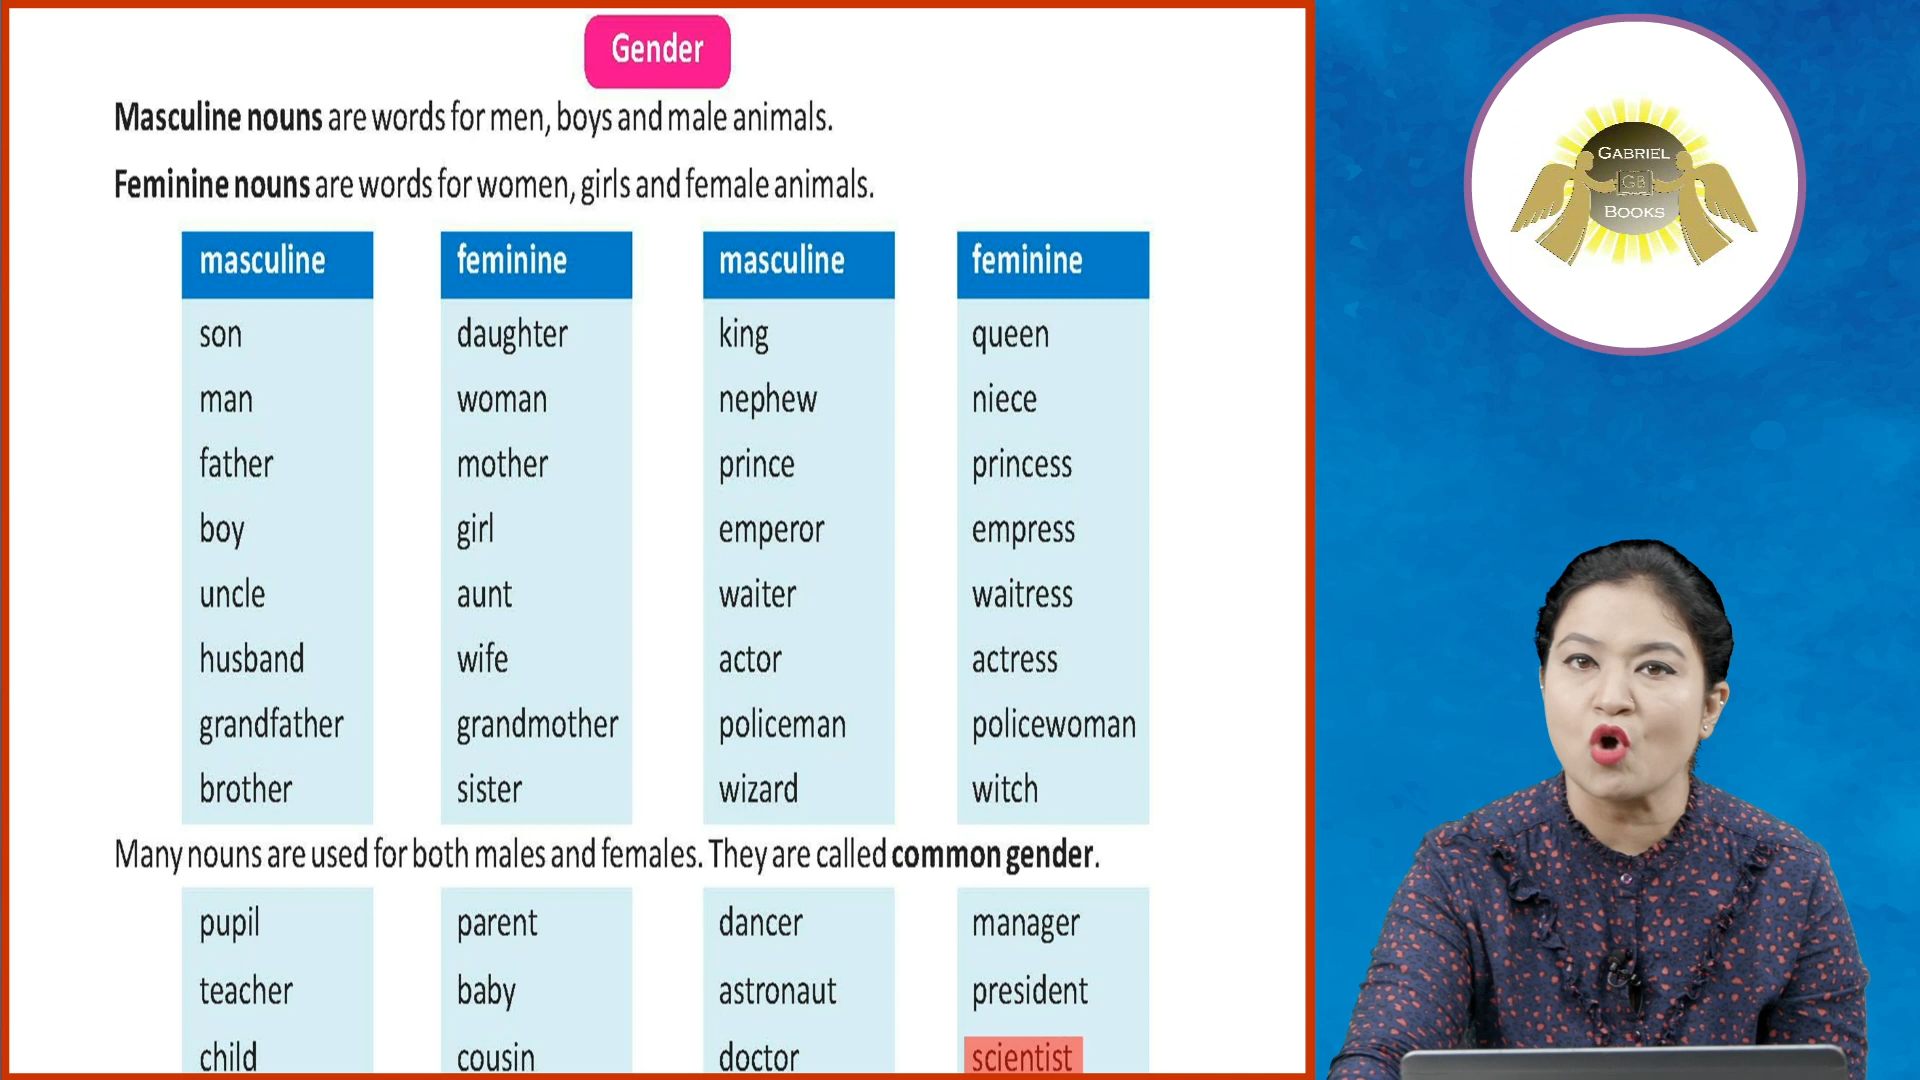 Gender
Masculine nouns are words for men, boys and male animals.
Feminine nouns are words for women, girls and female animals.
masculine feminine masculine feminine
son daughter king queen
man woman nephew niece
father mother prince princess
boy girl emperor empress
uncle aunt waiter waitress
husband wife actor actress
grandfather grandmother policeman policewoman
brother sister wizard witch
Many nouns are used for both males and females. They are called common gender.
pupil parent dancer manager
teacher baby astronaut president
child cousin doctor scientist
GABRIEL
GB
BOOKS